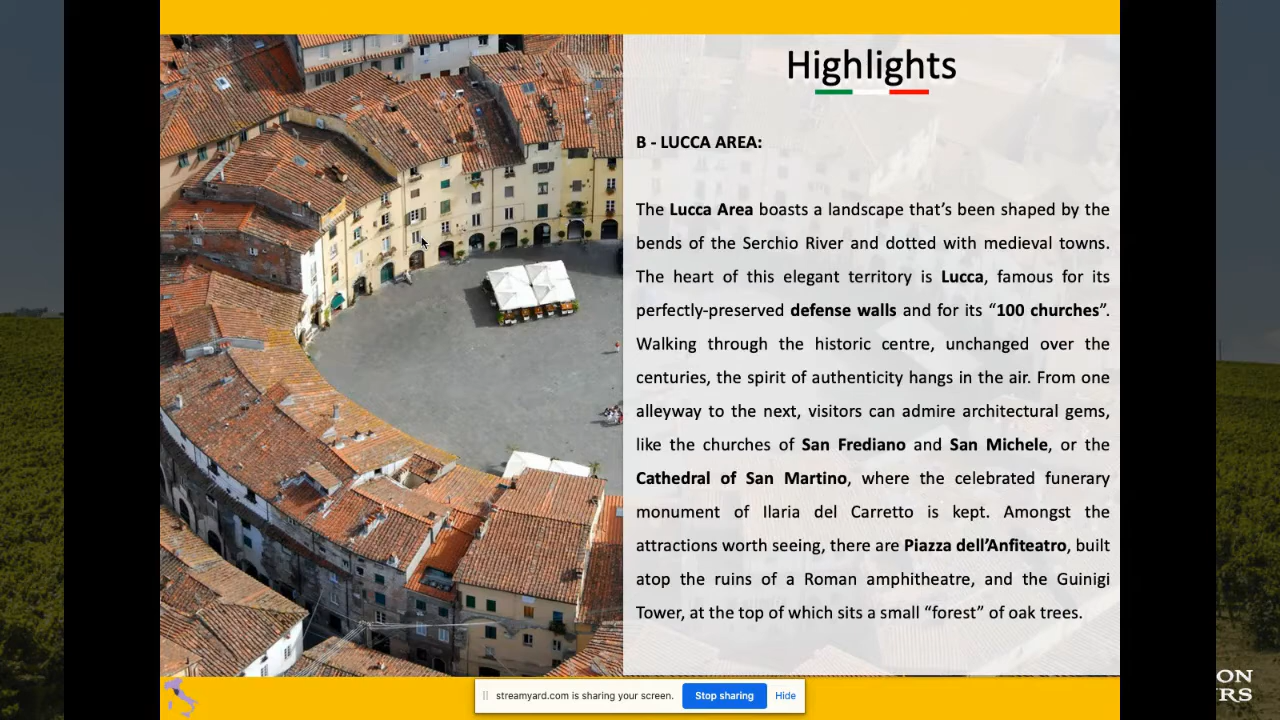 Highlights
B - LUCCA AREA:
The Lucca Area boasts a landscape that’s been shaped by the
bends of the Serchio River and dotted with medieval towns.
The heart of this elegant territory is Lucca, famous for its
perfectly-preserved defense walls and for its “100 churches”.
Walking through the historic centre, unchanged over the
centuries, the spirit of authenticity hangs in the air. From one
alleyway to the next, visitors can admire architectural gems,
like the churches of San Frediano and San Michele, or the
Cathedral of San Martino, where the celebrated funerary
monument of Ilaria del Carretto is kept. Amongst the
attractions worth seeing, there are Piazza dell’Anfiteatro, built
atop the ruins of a Roman amphitheatre, and the Guinigi
Tower, at the top of which sits a small “forest” of oak trees.
streamyard.com is sharing your screen. Stop sharing Hide
ON
RS